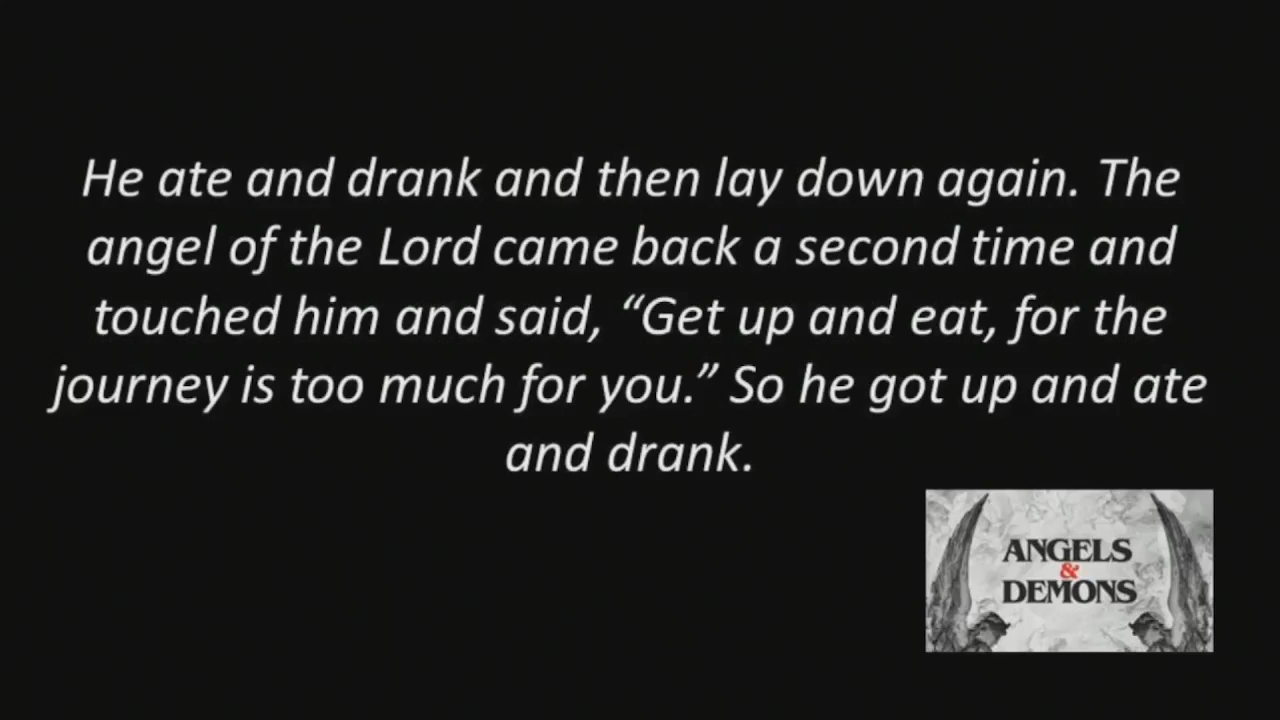 He ate and drank and then lay down again. The
angel of the Lord came back a second time and
touched him and said, “Get up and eat, for the
journey is too much for you.” So he got up and ate
and drank.
ANGELS
&
DEMONS